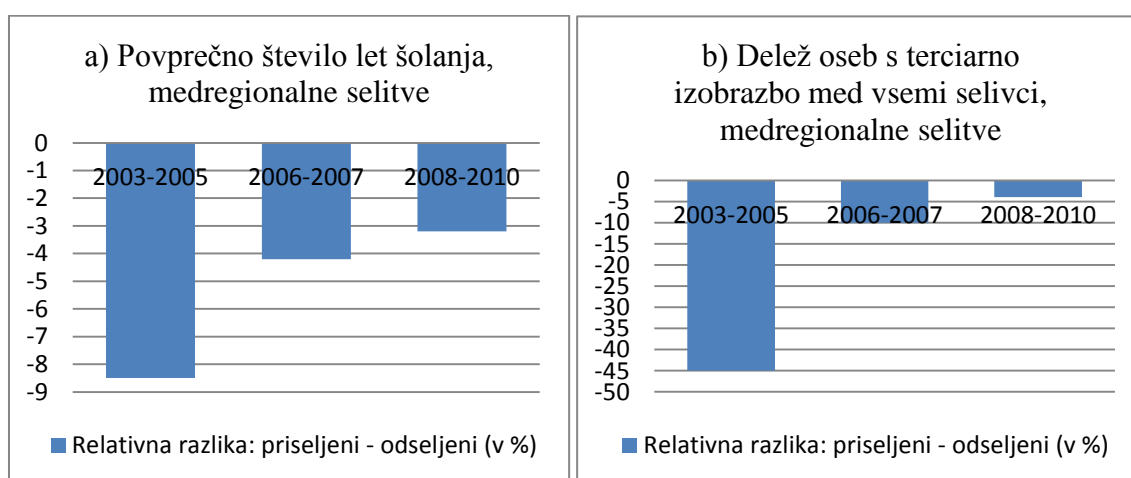 a) Povprečno število let šolanja,
medregionalne selitve
0
-1
-2
-3
-4
-5
-6
-7
-8
-9
2003-2005 2006-2007 2008-2010
Relativna razlika: priseljeni - odseljeni (v %)
b) Delež oseb s terciarno
izobrazbo med vsemi selivci,
medregionalne selitve
0
-5
-10
-15
-20
-25
-30
-35
-40
-45
-50
2003-2005 2006-2007 2008-2010
Relativna razlika: priseljeni - odseljeni (v %)